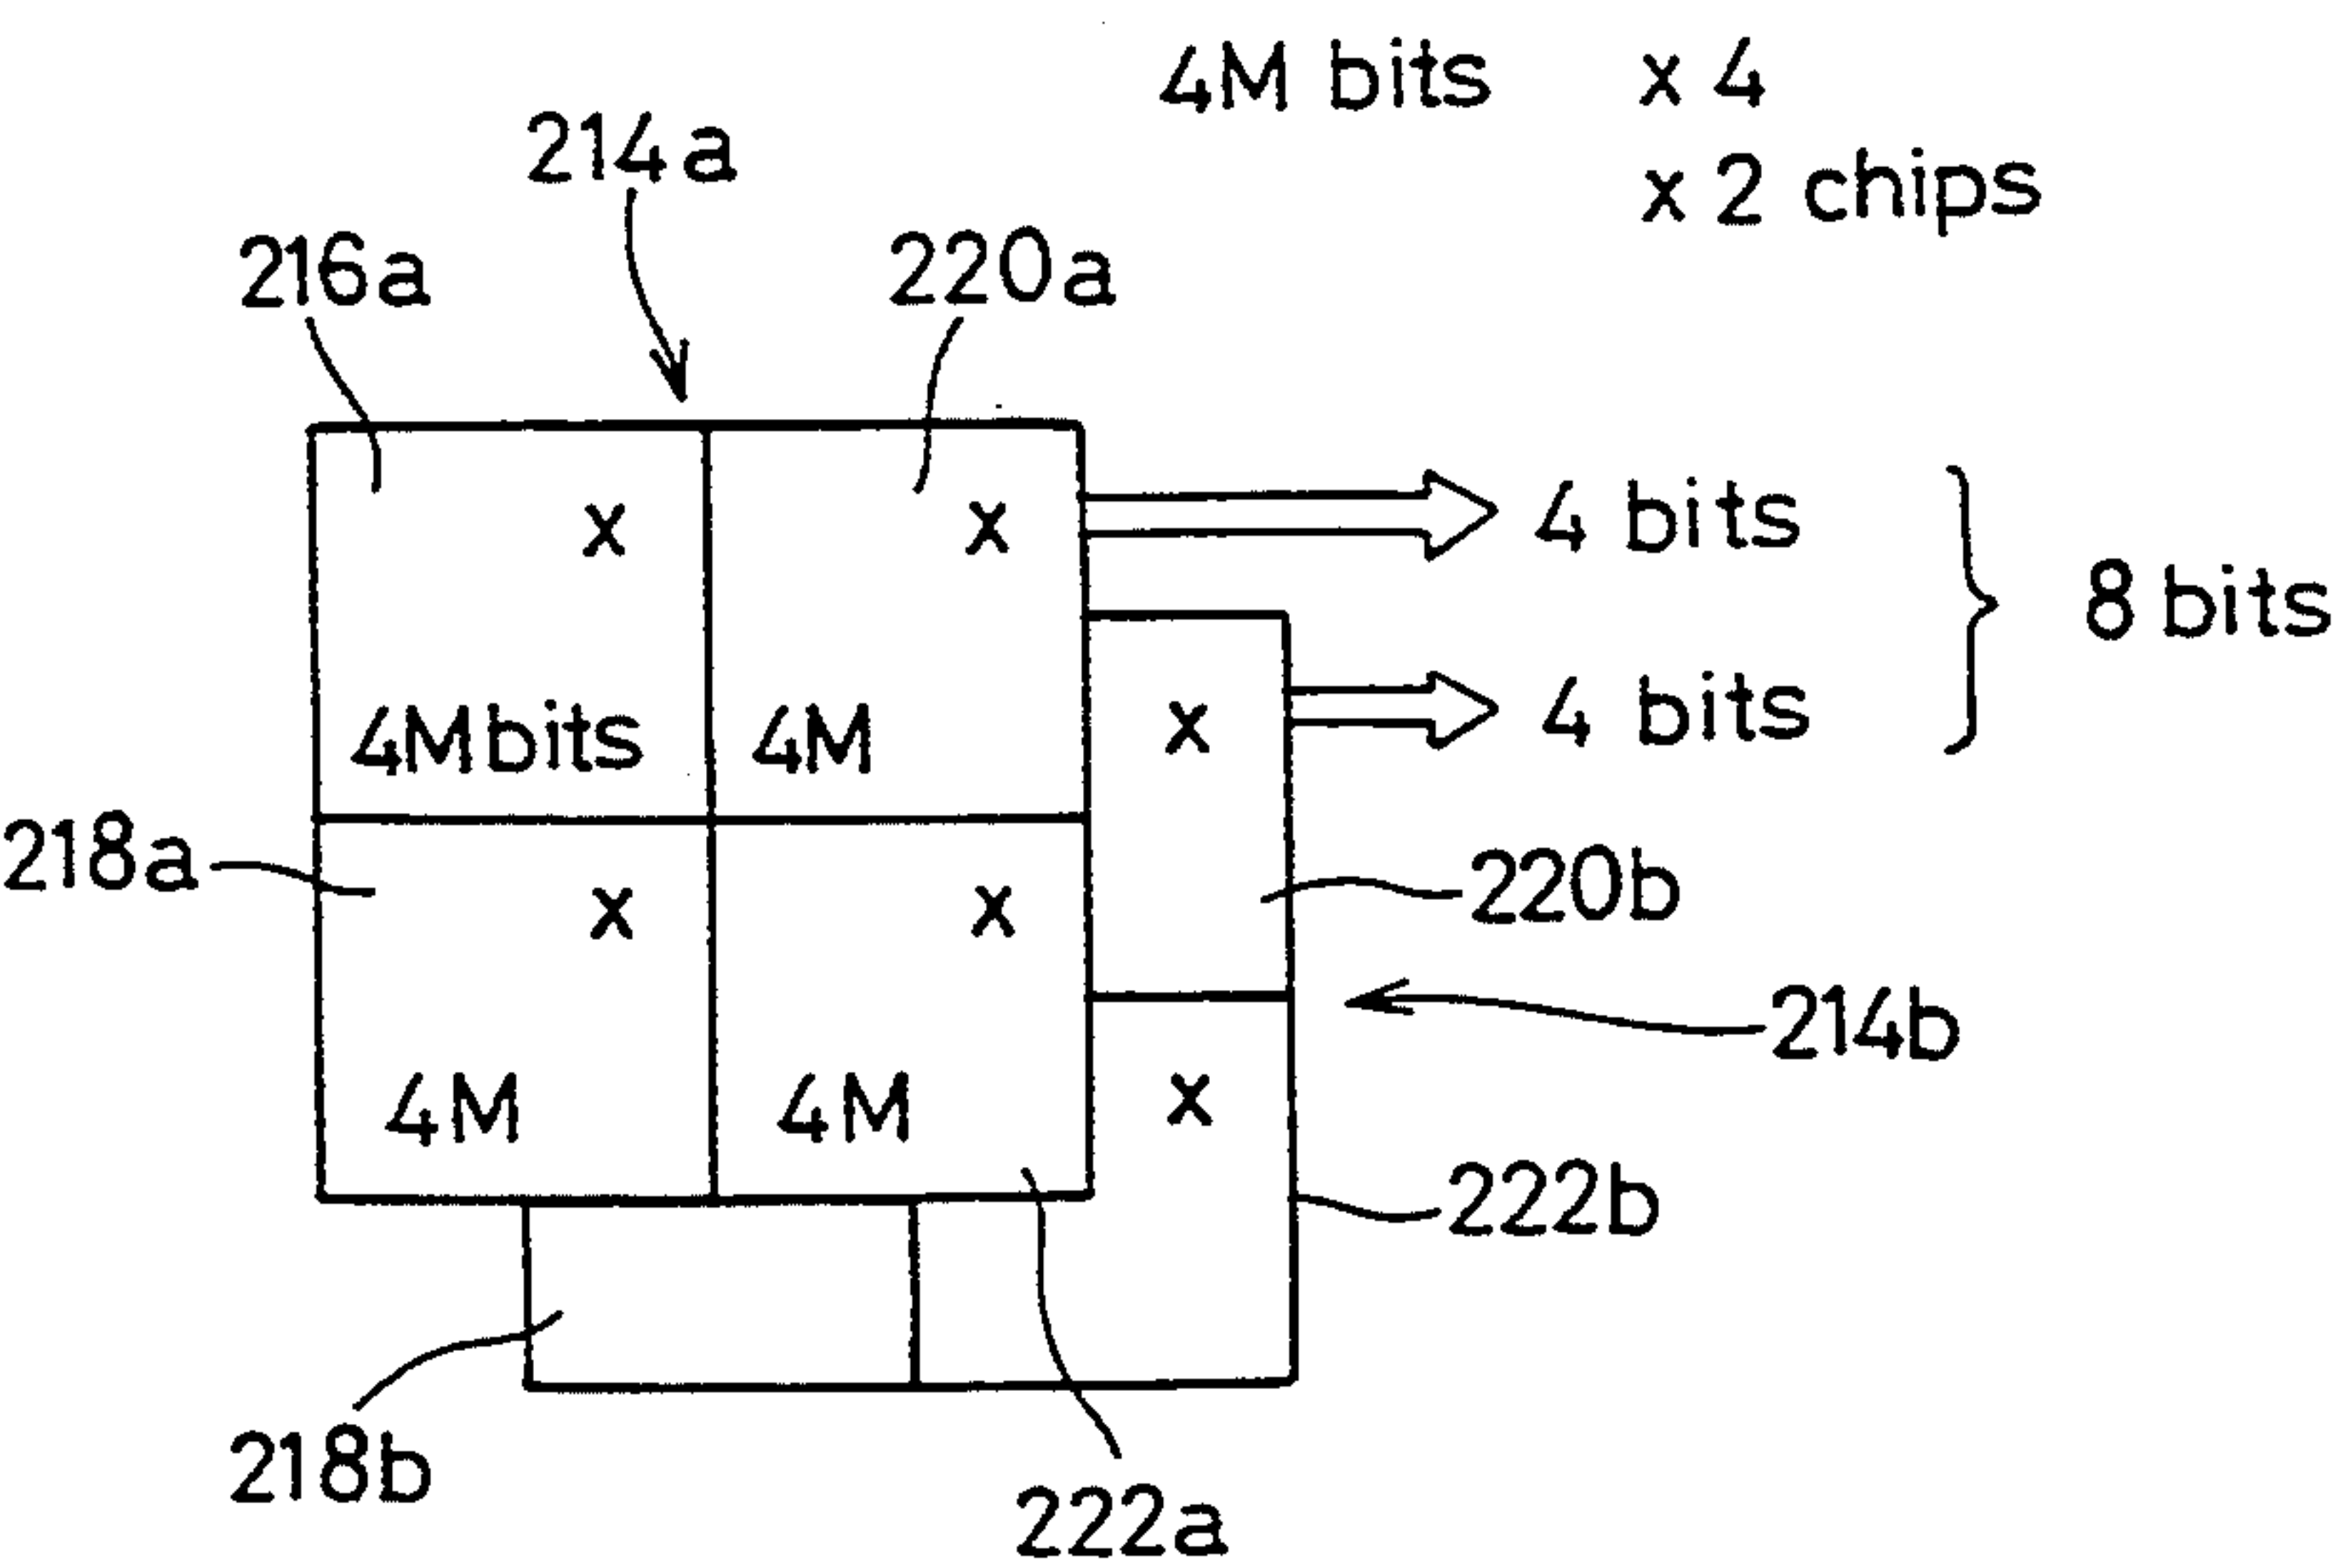 4M bits x 4
x 2 chips
214a
216a
220a
x
x
4 bits
8 bits
4Mbits
4M
x
4 bits
218a
x
x
220b
214b
4M
4M
x
222b
218b
222a